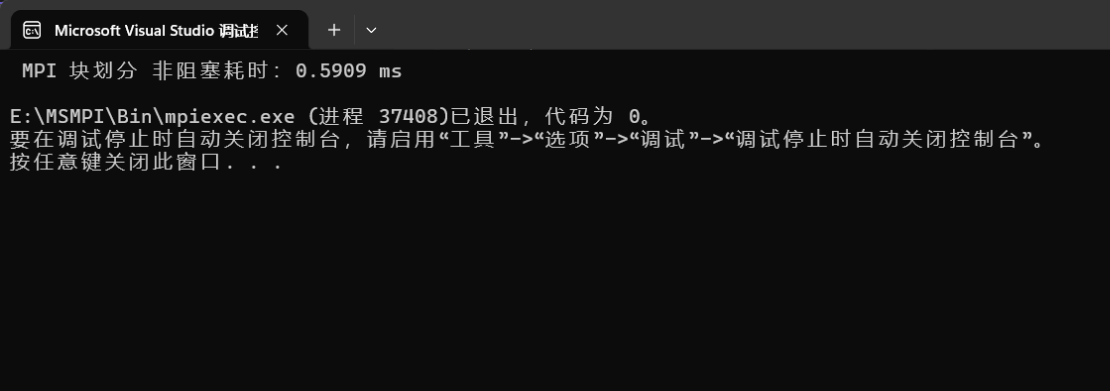 Microsoft Visual Studio 调试
MPI 块划分 非阻塞耗时：0.5909 ms
E:\MSMPI\Bin\mpiexec.exe (进程 37408)已退出，代码为 0。
要在调试停止时自动关闭控制台，请启用“工具”->“选项”->“调试”->“调试停止时自动关闭控制台”。
按任意键关闭此窗口. . .